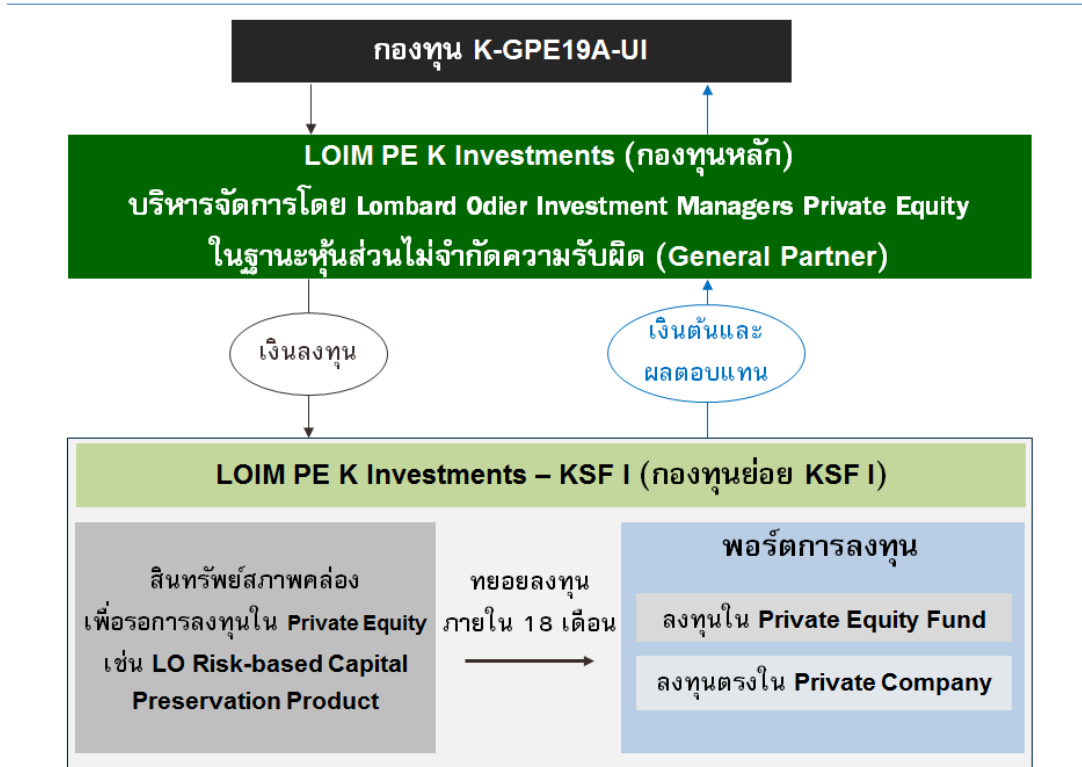 กองทุน K-GPE19A-UI
LOIM PE K Investments (กองทุนหลัก)
บริหารจัดการโดย Lombard Odier Investment Managers Private Equity
ในฐานะหุ้นส่วนไม่จำกัดความรับผิด (General Partner)
เงินลงทุน
เงินต้นและ
ผลตอบแทน
LOIM PE K Investments – KSF I (กองทุนย่อย KSF I)
สินทรัพย์สภาพคล่อง
เพื่อรอการลงทุนใน Private Equity
เช่น LO Risk-based Capital
Preservation Product
ทยอยลงทุน
ภายใน 18 เดือน
พอร์ตการลงทุน
ลงทุนใน Private Equity Fund
ลงทุนตรงใน Private Company